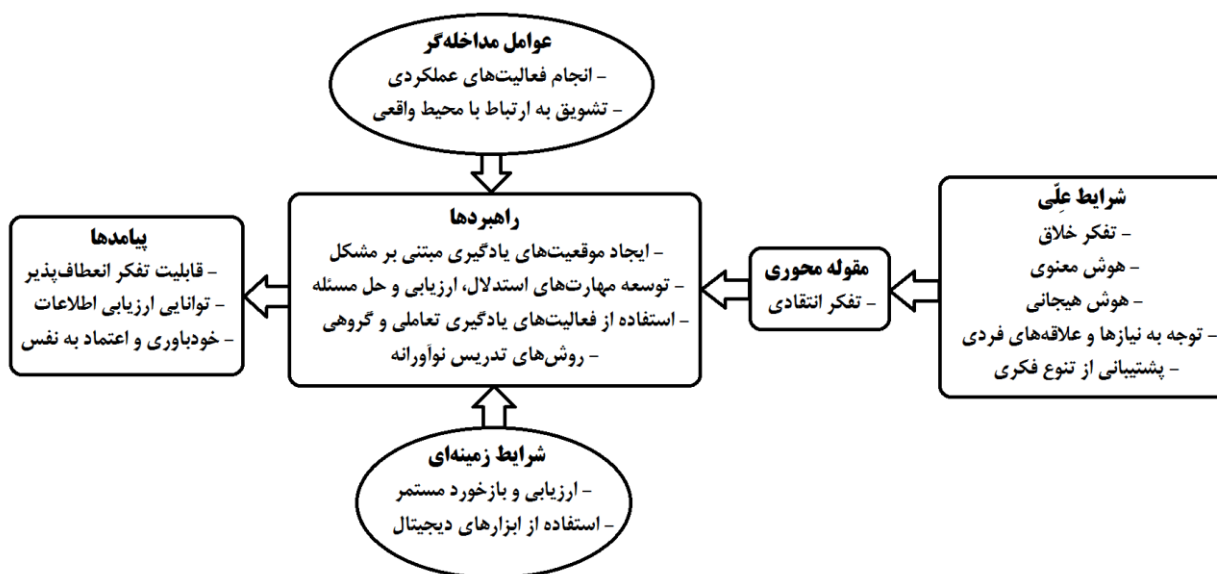 عوامل مداخله‌گر
- انجام فعالیت‌های عملکردی
- تشویق به ارتباط با محیط واقعی
شرایط عِلّی
- تفکر خلاق
- هوش معنوی
- هوش هیجانی
- توجه به نیازها و علاقه‌های فردی
- پشتیبانی از تنوع فکری
مقوله محوری
- تفکر انتقادی
راهبردها
- ایجاد موقعیت‌های یادگیری مبتنی بر مشکل
- توسعه مهارت‌های استدلال، ارزیابی و حل مسئله
- استفاده از فعالیت‌های یادگیری تعاملی و گروهی
- روش‌های تدریس نوآورانه
پیامدها
- قابلیت تفکر انعطاف‌پذیر
- توانایی ارزیابی اطلاعات
- خودباوری و اعتماد به نفس
شرایط زمینه‌ای
- ارزیابی و بازخورد مستمر
- استفاده از ابزارهای دیجیتال